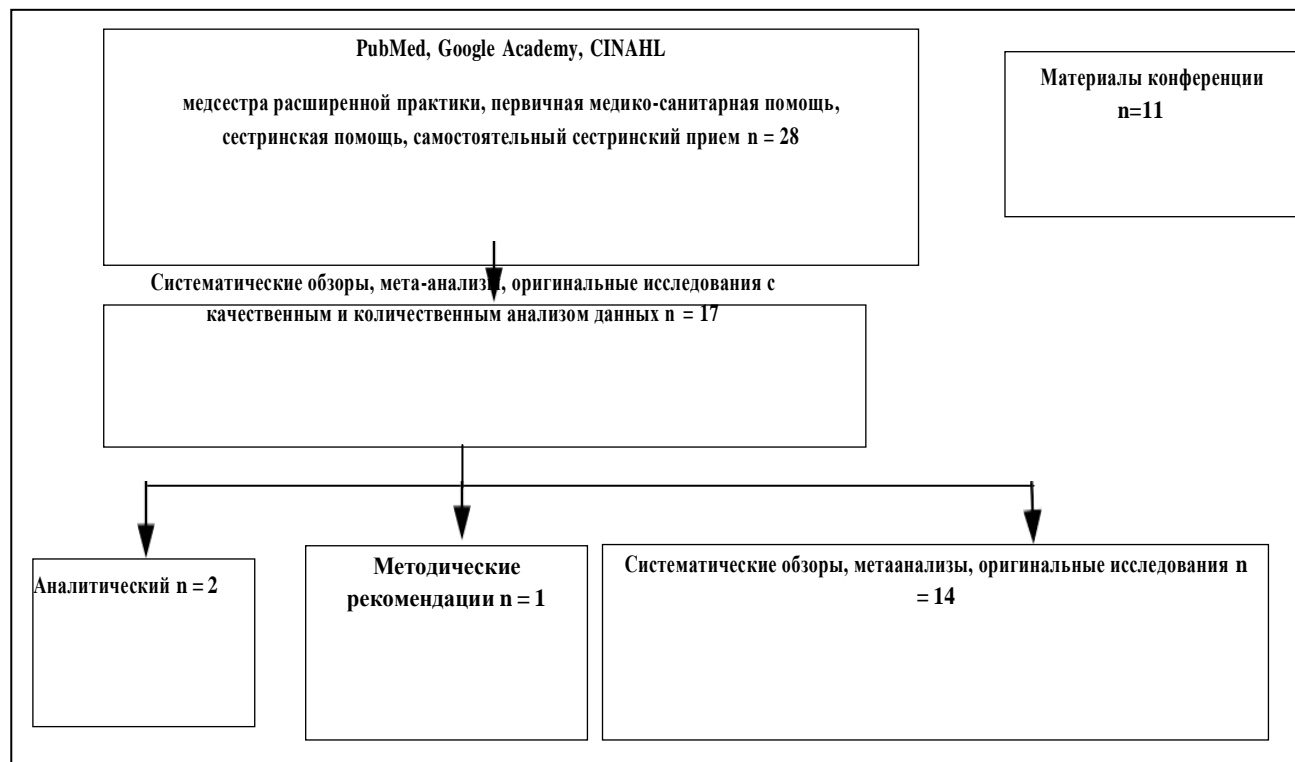 PubMed, Google Academy, CINAHL
медсестра расширенной практики, первичная медико-санитарная помощь,
сестринская помощь, самостоятельный сестринский прием n = 28
Материалы конференции
n=11
Систематические обзоры, мета-анализы, оригинальные исследования с
качественным и количественным анализом данных n = 17
Аналитический n = 2
Методические
рекомендации n = 1
Систематические обзоры, метаанализы, оригинальные исследования n
= 14